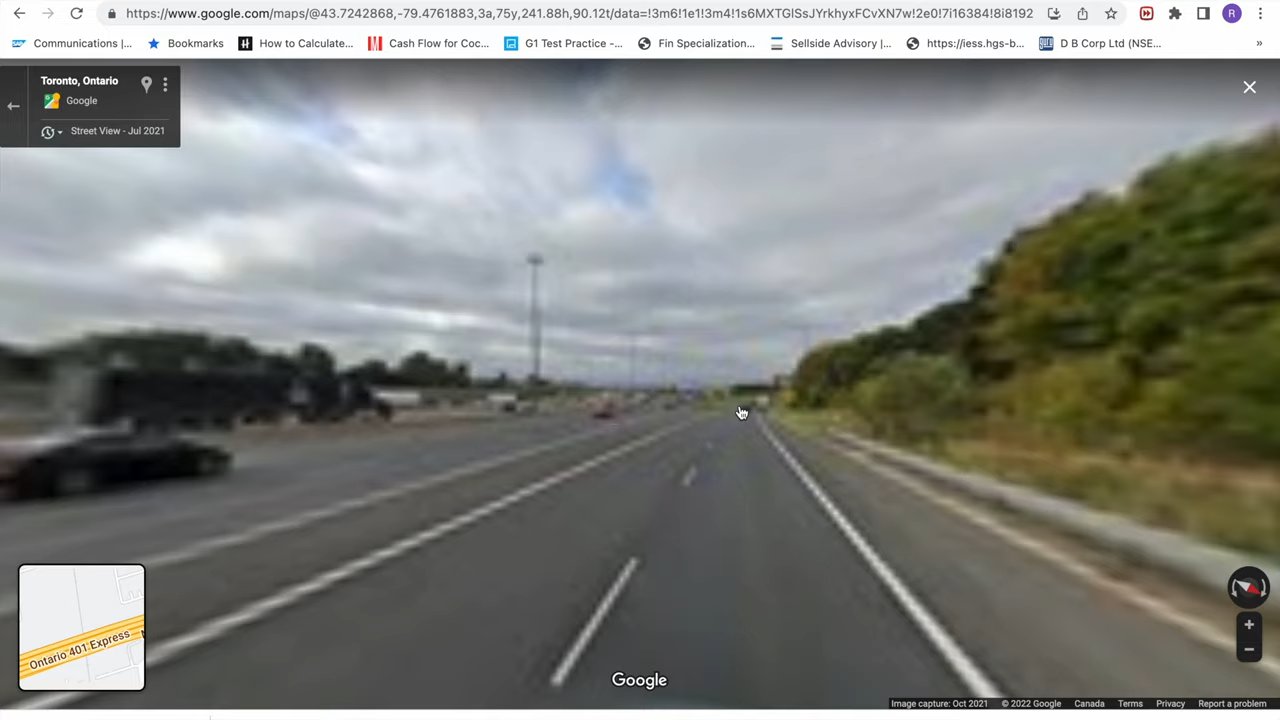 https://www.google.com/maps/@43.7242868,-79.4761883,3a,75y,241.88h,90.12t/data=!3m6!1e1!3m4!1s6MXTGlSsJYrkhyxFCvXN7w!2e0!7i16384!8i8192
R
SAP
Communications |...
Bookmarks
How to Calculate...
Cash Flow for Coc...
G1 Test Practice -...
Fin Specialization...
Sellside Advisory |...
https://iess.hgs-b...
D B Corp Ltd (NSE...
»
Toronto, Ontario
Google
Street View - Jul 2021
Ontario 401 Express
Google
Image capture: Oct 2021 © 2022 Google Canada Terms Privacy Report a problem